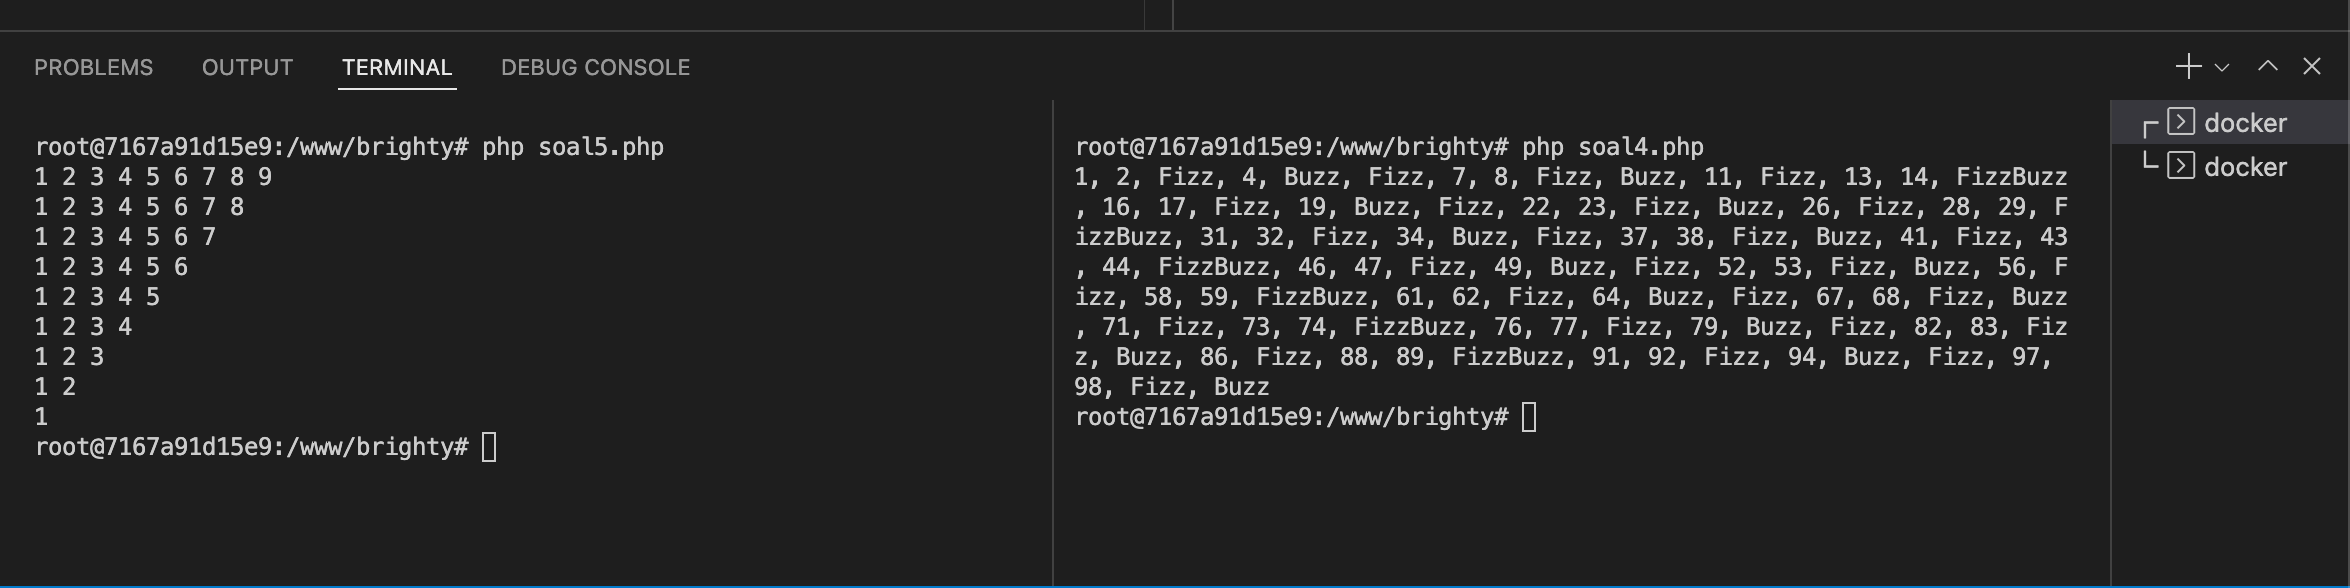 PROBLEMS OUTPUT TERMINAL DEBUG CONSOLE
root@7167a91d15e9:/www/brighty# php soal5.php
1 2 3 4 5 6 7 8 9
1 2 3 4 5 6 7 8
1 2 3 4 5 6 7
1 2 3 4 5 6
1 2 3 4 5
1 2 3 4
1 2 3
1 2
1
root@7167a91d15e9:/www/brighty#
root@7167a91d15e9:/www/brighty# php soal4.php
1, 2, Fizz, 4, Buzz, Fizz, 7, 8, Fizz, Buzz, 11, Fizz, 13, 14, FizzBuzz
, 16, 17, Fizz, 19, Buzz, Fizz, 22, 23, Fizz, Buzz, 26, Fizz, 28, 29, F
izzBuzz, 31, 32, Fizz, 34, Buzz, Fizz, 37, 38, Fizz, Buzz, 41, Fizz, 43
, 44, FizzBuzz, 46, 47, Fizz, 49, Buzz, Fizz, 52, 53, Fizz, Buzz, 56, F
izz, 58, 59, FizzBuzz, 61, 62, Fizz, 64, Buzz, Fizz, 67, 68, Fizz, Buzz
, 71, Fizz, 73, 74, FizzBuzz, 76, 77, Fizz, 79, Buzz, Fizz, 82, 83, Fiz
z, Buzz, 86, Fizz, 88, 89, FizzBuzz, 91, 92, Fizz, 94, Buzz, Fizz, 97,
98, Fizz, Buzz
root@7167a91d15e9:/www/brighty#
docker
docker